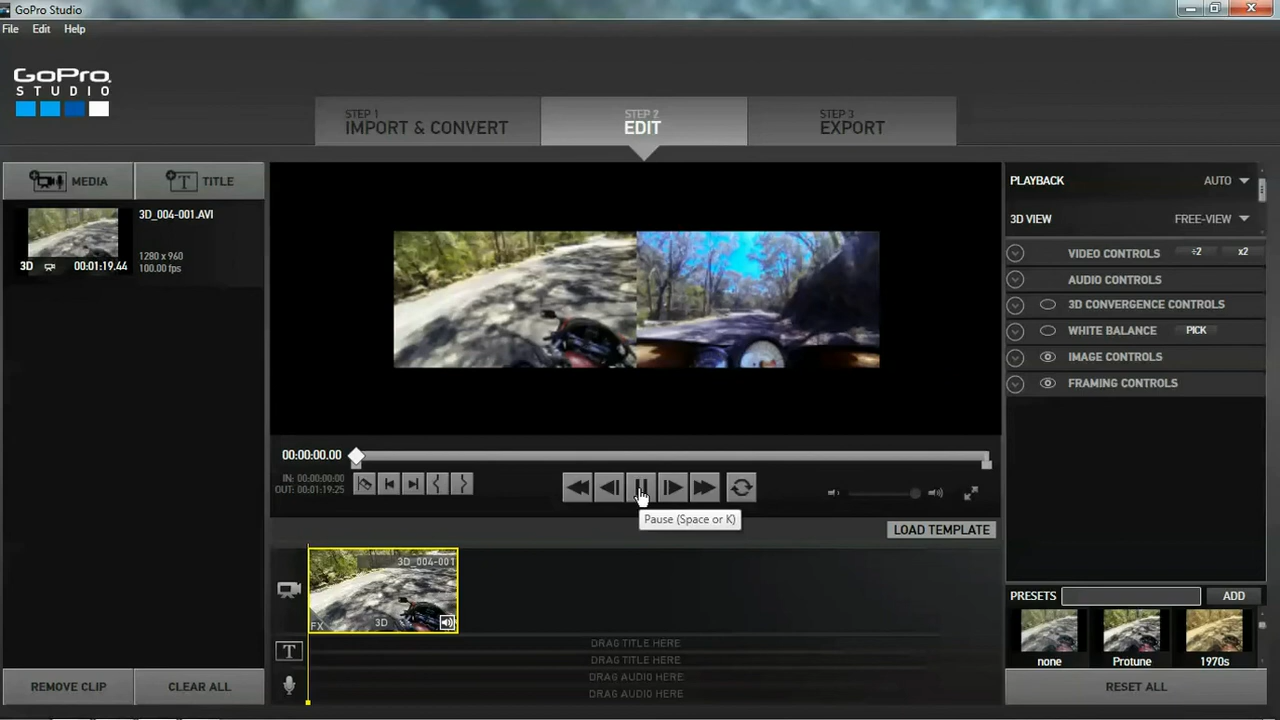 GoPro Studio
File Edit Help
GoPro.
STUDIO
STEP 1
IMPORT & CONVERT
STEP 2
EDIT
STEP 3
EXPORT
MEDIA
T TITLE
3D_004-001.AVI
1280 x 960
100.00 fps
3D 00:01:19.44
PLAYBACK AUTO
3D VIEW FREE-VIEW
VIDEO CONTROLS ÷2 x2
AUDIO CONTROLS
3D CONVERGENCE CONTROLS
WHITE BALANCE PICK
IMAGE CONTROLS
FRAMING CONTROLS
00:00:00.00
IN: 00:00:00:00
OUT: 00:01:19:25
Pause (Space or K)
LOAD TEMPLATE
3D_004-001
FX 3D
T
DRAG TITLE HERE
DRAG TITLE HERE
DRAG AUDIO HERE
DRAG AUDIO HERE
PRESETS ADD
none Protune 1970s
REMOVE CLIP CLEAR ALL
RESET ALL